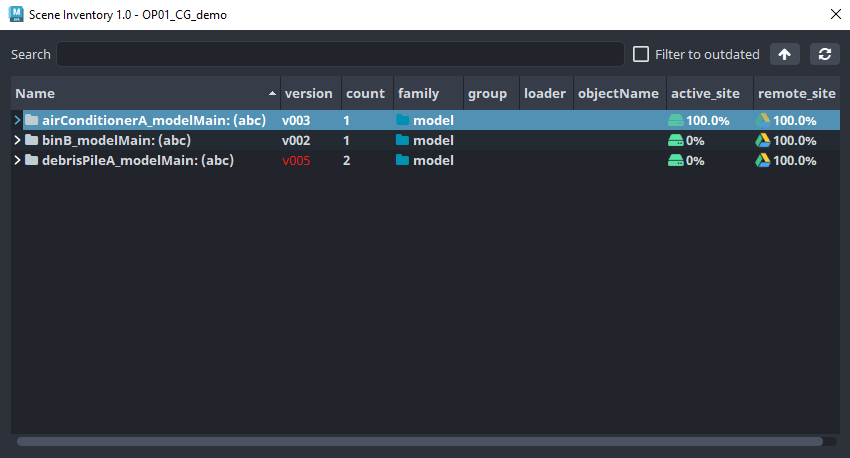 Scene Inventory 1.0 - OP01_CG_demo
Search Filter to outdated
Name version count family group loader objectName active_site remote_site
airConditionerA_modelMain: (abc) v003 1 model 100.0% 100.0%
binB_modelMain: (abc) v002 1 model 0% 100.0%
debrisPileA_modelMain: (abc) v005 2 model 0% 100.0%